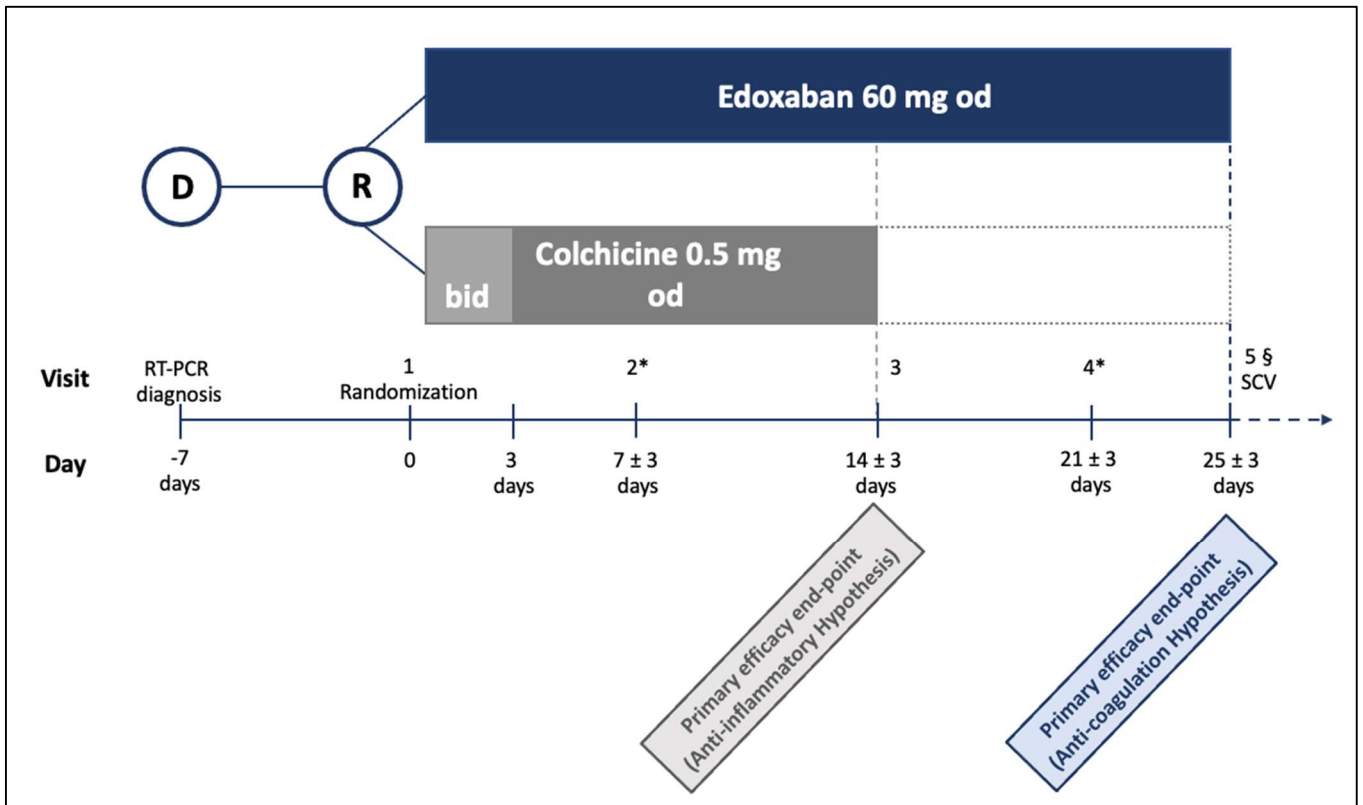 Edoxaban 60 mg od
D
R
Colchicine 0.5 mg
od
bid
Visit
RT-PCR
diagnosis
1
Randomization
2*
3
4*
5 §
SCV
Day
-7
days
0
3
days
7 ± 3
days
14 ± 3
days
21 ± 3
days
25 ± 3
days
Primary efficacy end-point
(Anti-inflammatory Hypothesis)
Primary efficacy end-point
(Anti-coagulation Hypothesis)